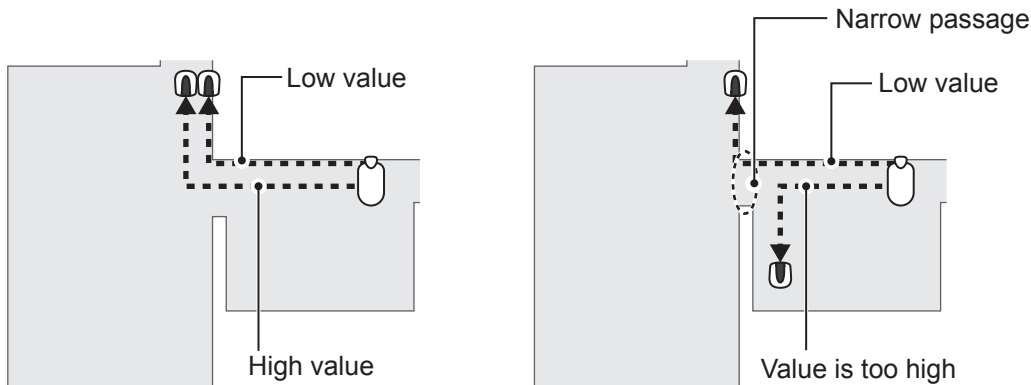 Narrow passage
Low value
Low value
High value
Value is too high